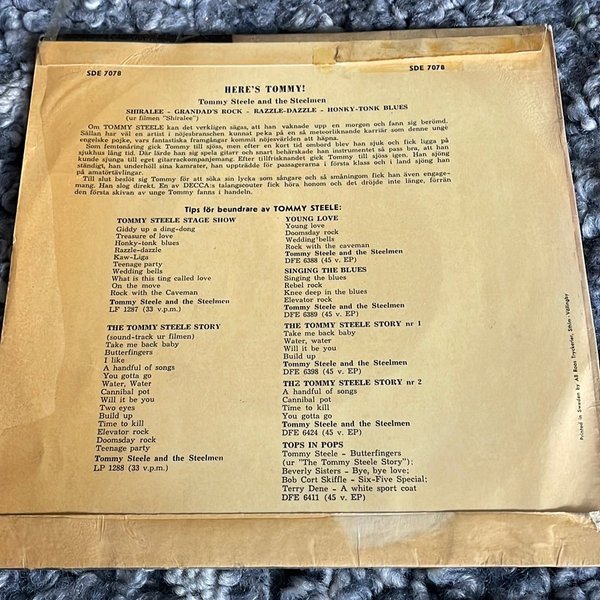 SDE 7078
SDE 7078
HERE'S TOMMY!
Tommy Steele and the Steelmen
SHIRALEE - GRANDAD'S ROCK - RAZZLE-DAZZLE - HONKY-TONK BLUES
(ur filmen "Shiralee")
Om TOMMY STEELE kan det verkligen sägas, att han vaknade upp en morgon och fann sig berömd.
Sällan har väl en artist i nöjesbranschen kunnat peka på en så meteorliknande karriär som denne unge
engelske pojke, vars fantastiska framgångar kommit nöjesvärlden att häpna.
Som femtonåring gick Tommy till sjöss, men efter en kort tid ombord blev han sjuk och fick ligga på
sjukhus lång tid. Där lärde han sig spela gitarr och snart behärskade han instrumentet så pass bra, att han
kunde sjunga till eget gitarrackompanjemang. Efter tillfrisknandet gick Tommy till sjöss igen. Han sjöng
ständigt, han underhöll sina kamrater, han uppträdde för passagerarna i första klass och i land sjöng han
på amatörtävlingar.
Till slut beslöt sig Tommy för att söka sin lycka som sångare och så småningom fick han även engage-
mang. Han slog direkt. En av DECCA:s talangscouter fick höra honom och det dröjde inte länge, förrän
den första skivan av unge Tommy fanns i handeln.
Tips för beundrare av TOMMY STEELE:
TOMMY STEELE STAGE SHOW
Giddy up a ding-dong
Treasure of love
Honky-tonk blues
Razzle-dazzle
Kaw-Liga
Teenage party
Wedding bells
What is this ting called love
On the move
Rock with the Caveman
Tommy Steele and the Steelmen
LF 1287 (33 v.p.m.)
THE TOMMY STEELE STORY
(sound-track ur filmen)
Take me back baby
Butterfingers
I like
A handful of songs
You gotta go
Water, Water
Cannibal pot
Will it be you
Two eyes
Build up
Time to kill
Elevator rock
Doomsday rock
Teenage party
Tommy Steele and the Steelmen
LP 1288 (33 v.p.m.)
YOUNG LOVE
Young love
Doomsday rock
Wedding bells
Rock with the caveman
Tommy Steele and the Steelmen
DFE 6388 (45 v. EP)
SINGING THE BLUES
Singing the blues
Rebel rock
Knee deep in the blues
Elevator rock
Tommy Steele and the Steelmen
DFE 6389 (45 v. EP)
THE TOMMY STEELE STORY nr 1
Take me back baby
Water, water
Will it be you
Build up
Tommy Steele and the Steelmen
DFE 6398 (45 v. EP)
THE TOMMY STEELE STORY nr 2
A handful of songs
Cannibal pot
Time to kill
You gotta go
Tommy Steele and the Steelmen
DFE 6424 (45 v. EP)
TOPS IN POPS
Tommy Steele - Butterfingers
(ur "The Tommy Steele Story");
Beverly Sisters - Bye, bye love;
Bob Cort Skiffle - Six-Five Special;
Terry Dene - A white sport coat
DFE 6411 (45 v. EP)
Printed in Sweden by AB Roos Tryckerier, Sthlm - Vällingby